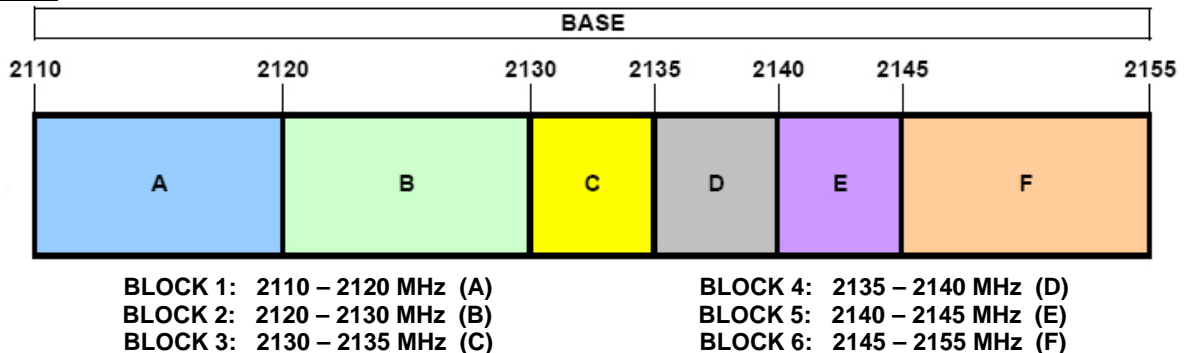 BASE
2110 2120 2130 2135 2140 2145 2155
A B C D E F
BLOCK 1: 2110 – 2120 MHz (A)
BLOCK 2: 2120 – 2130 MHz (B)
BLOCK 3: 2130 – 2135 MHz (C)
BLOCK 4: 2135 – 2140 MHz (D)
BLOCK 5: 2140 – 2145 MHz (E)
BLOCK 6: 2145 – 2155 MHz (F)